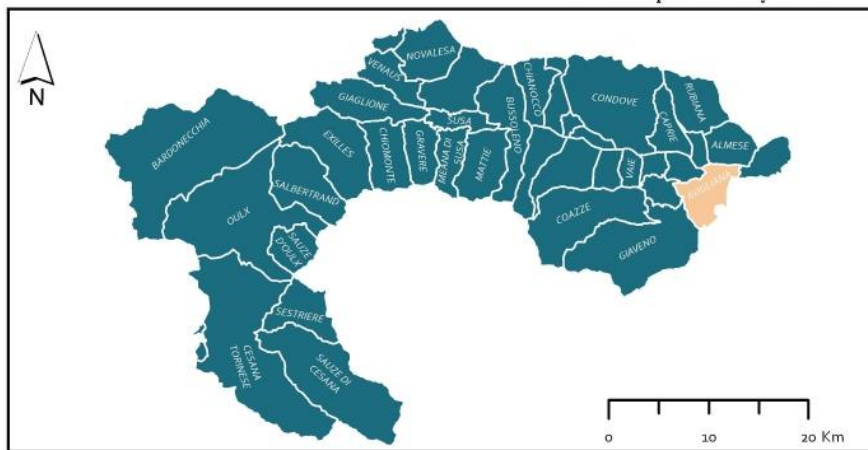 N
NOVALESA
VENAUS
GIAGLIONE
BARDONECCHIA
EXILLES
CHIOMONTE
GRAVERE
SUSA
MEANA DI
SUSA
MATTIE
BUSSOLENO
CHIANOCCO
CONDOVE
CAPRIE
RUBIANA
ALMESE
VAIE
AVIGLIANA
COAZZE
GIAVENO
SALBERTRAND
OULX
SAUZE
D'OULX
SESTRIERE
CESANA
TORINESE
SAUZE DI
CESANA
0
10
20 Km